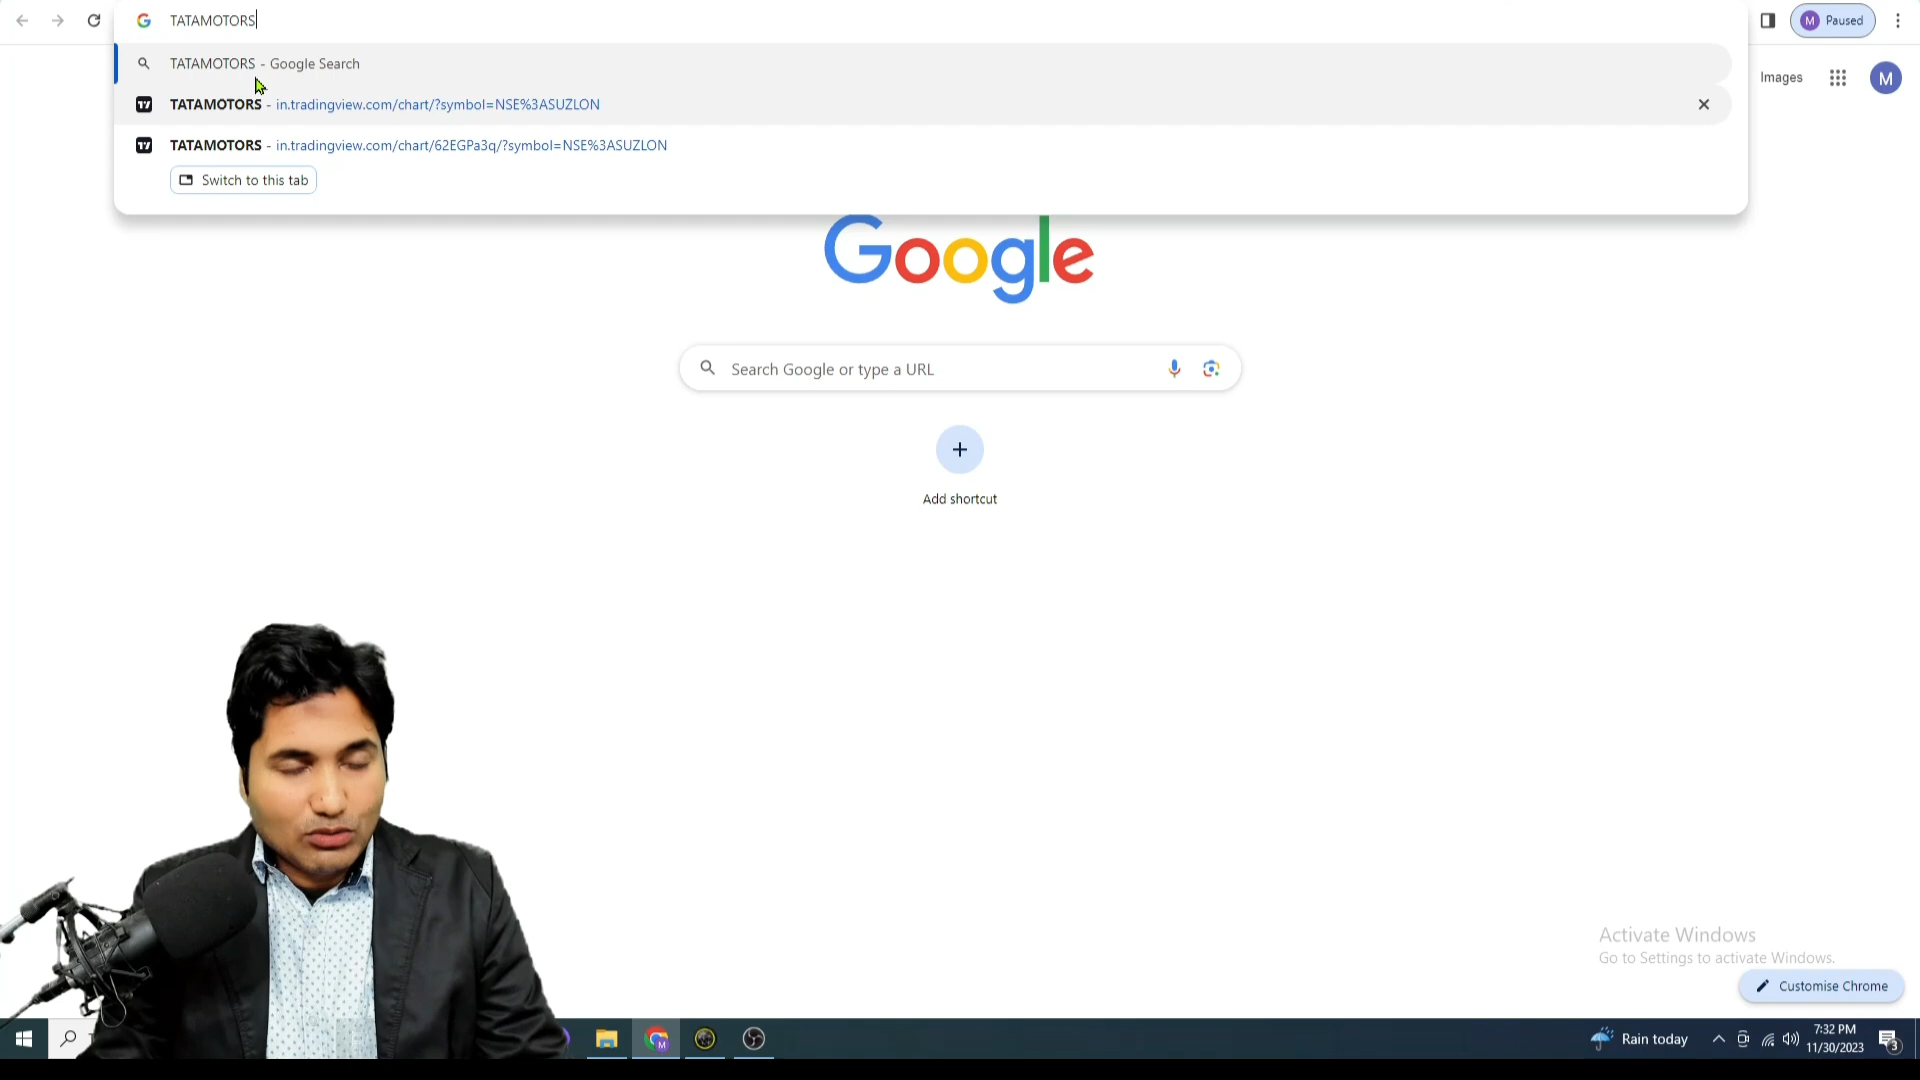 TATAMOTORS
M Paused
TATAMOTORS - Google Search
TATAMOTORS - in.tradingview.com/chart/?symbol=NSE%3ASUZLON
TATAMOTORS - in.tradingview.com/chart/62EGPa3q/?symbol=NSE%3ASUZLON
Switch to this tab
Images
M
Google
Search Google or type a URL
Add shortcut
Activate Windows
Go to Settings to activate Windows.
Customise Chrome
Rain today
7:32 PM
11/30/2023
3